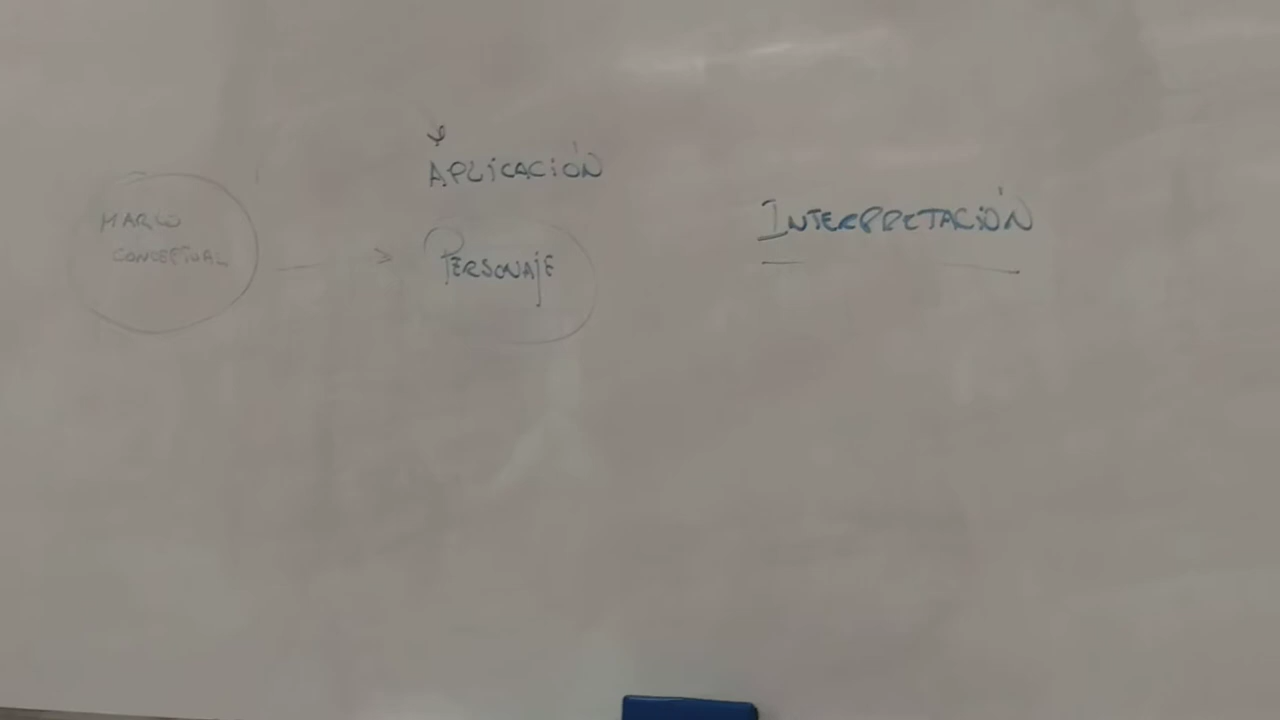 MARCO
CONCEPTUAL
APLICACIÓN
PERSONAJE
INTERPRETACIÓN